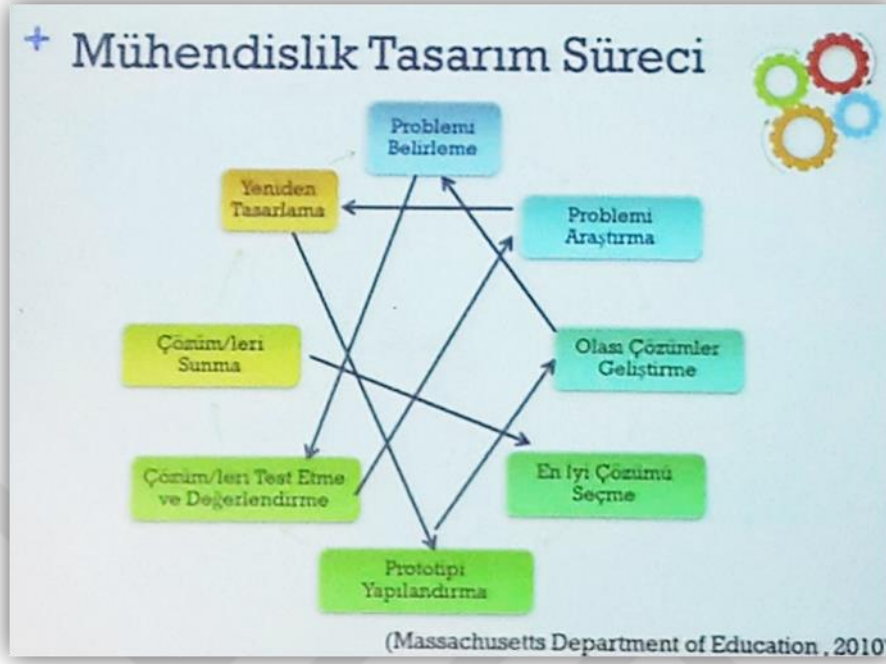 + Mühendislik Tasarım Süreci
Problemi
Belirleme
Yeniden
Tasarlama
Problemi
Araştırma
Çözüm/leri
Sunma
Olası Çözümler
Geliştirme
Çözüm/leri Test Etme
ve Değerlendirme
En İyi Çözümü
Seçme
Prototipi
Yapılandırma
(Massachusetts Department of Education , 2010